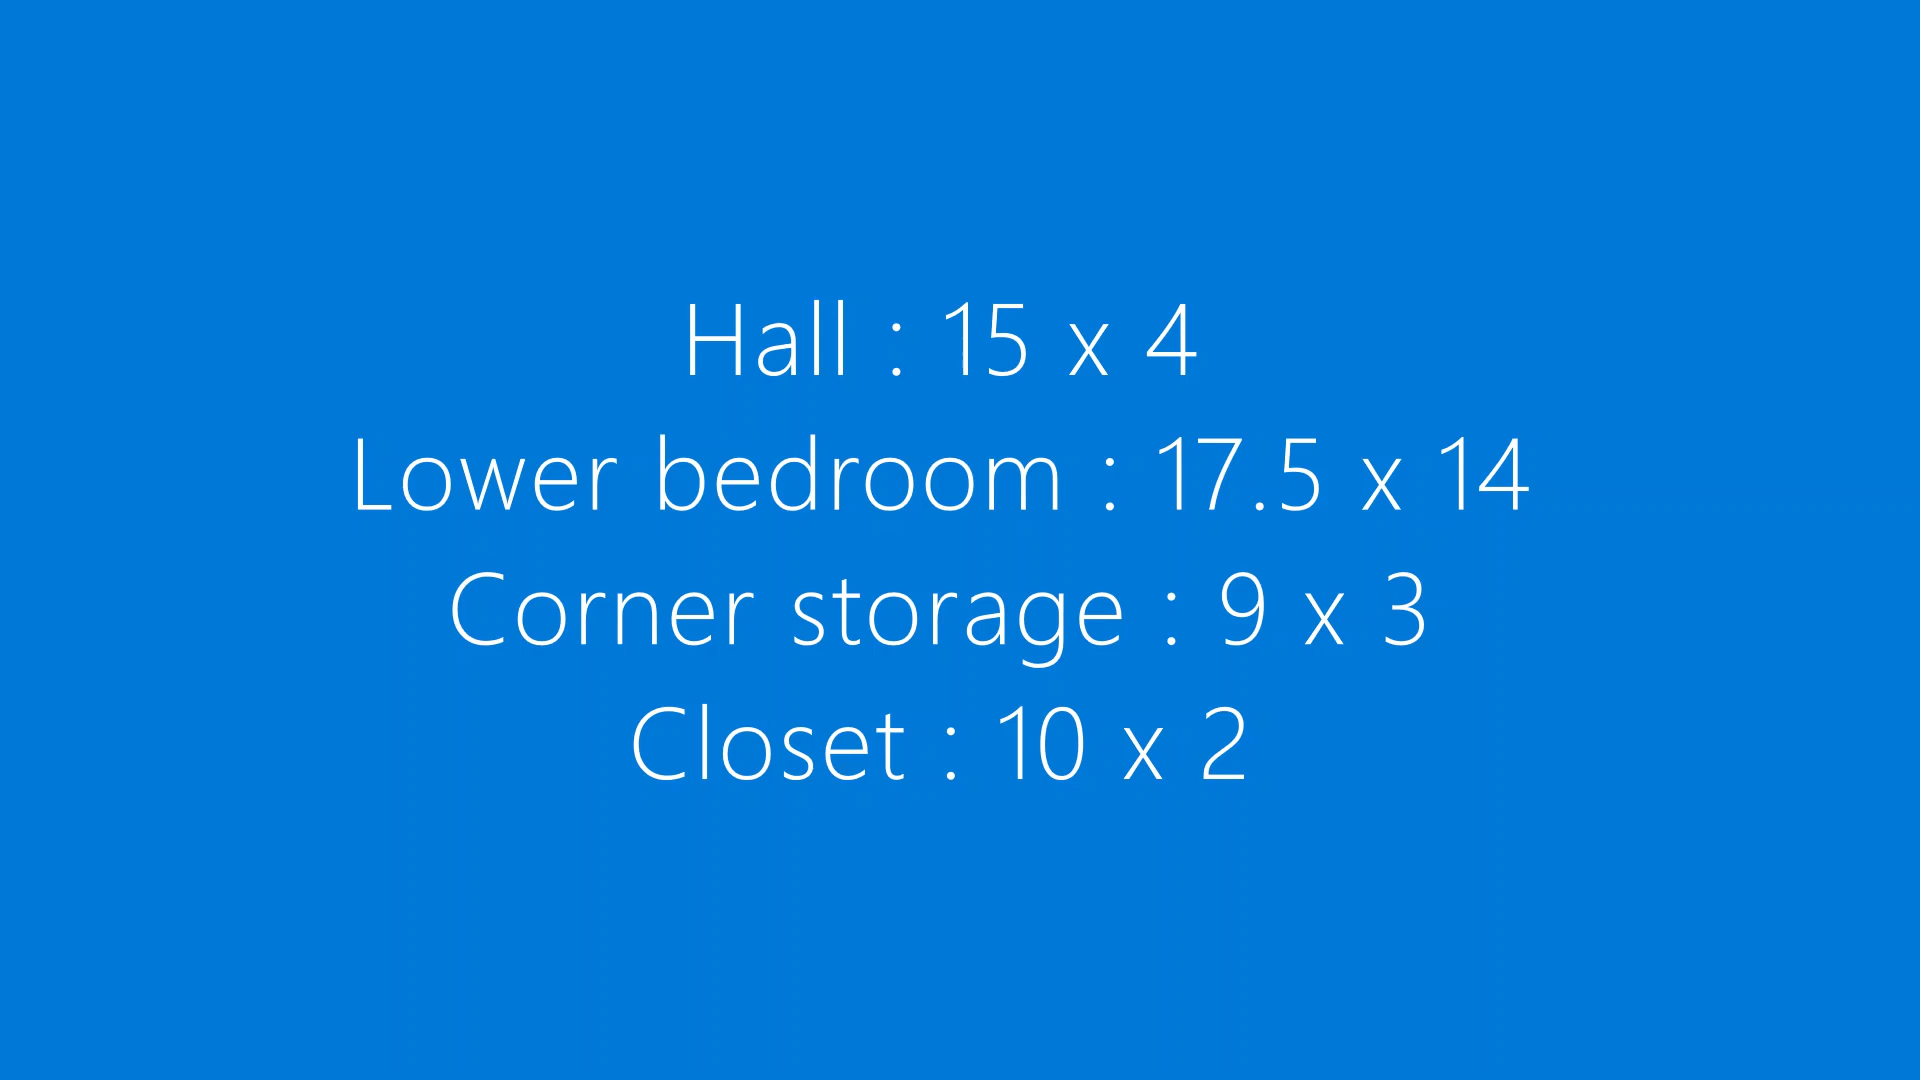 Hall : 15 x 4
Lower bedroom : 17.5 x 14
Corner storage : 9 x 3
Closet : 10 x 2